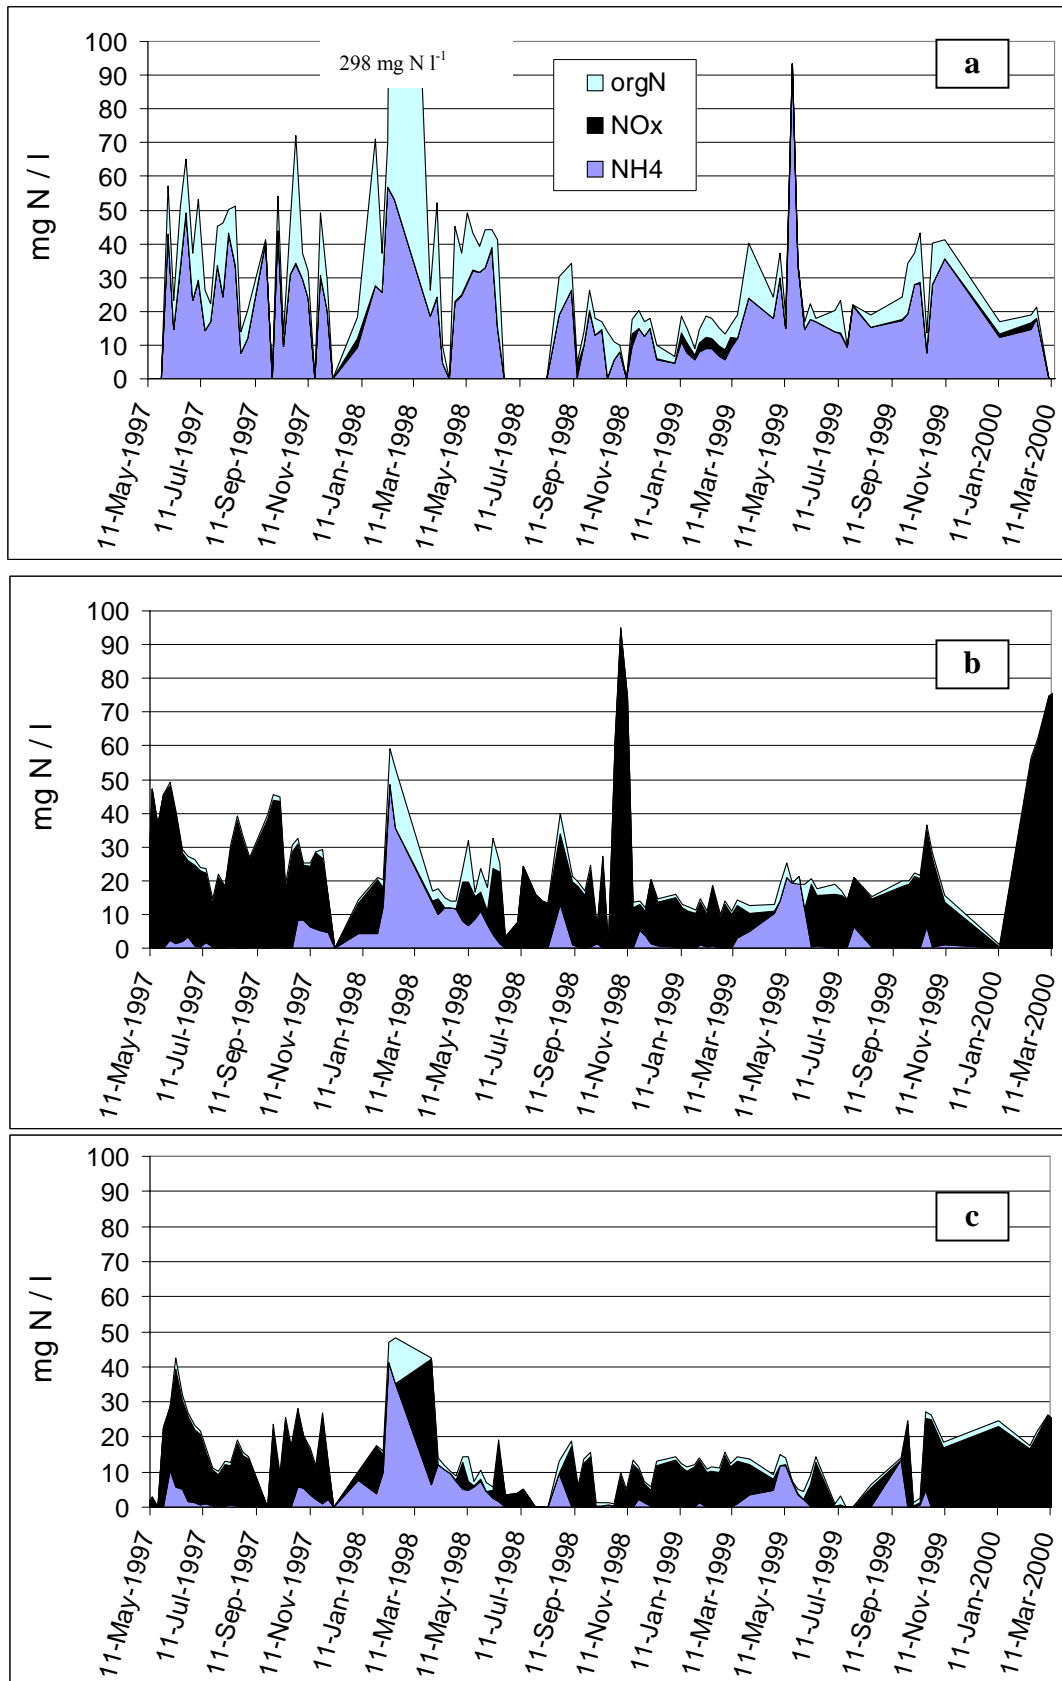 100
90
80
70
60
50
40
30
20
10
0
mg N / l
298 mg N l-1
a
orgN
NOx
NH4
11-May-1997
11-Jul-1997
11-Sep-1997
11-Nov-1997
11-Jan-1998
11-Mar-1998
11-May-1998
11-Jul-1998
11-Sep-1998
11-Nov-1998
11-Jan-1999
11-Mar-1999
11-May-1999
11-Jul-1999
11-Sep-1999
11-Nov-1999
11-Jan-2000
11-Mar-2000
100
90
80
70
60
50
40
30
20
10
0
mg N / l
b
11-May-1997
11-Jul-1997
11-Sep-1997
11-Nov-1997
11-Jan-1998
11-Mar-1998
11-May-1998
11-Jul-1998
11-Sep-1998
11-Nov-1998
11-Jan-1999
11-Mar-1999
11-May-1999
11-Jul-1999
11-Sep-1999
11-Nov-1999
11-Jan-2000
11-Mar-2000
100
90
80
70
60
50
40
30
20
10
0
mg N / l
c
11-May-1997
11-Jul-1997
11-Sep-1997
11-Nov-1997
11-Jan-1998
11-Mar-1998
11-May-1998
11-Jul-1998
11-Sep-1998
11-Nov-1998
11-Jan-1999
11-Mar-1999
11-May-1999
11-Jul-1999
11-Sep-1999
11-Nov-1999
11-Jan-2000
11-Mar-2000